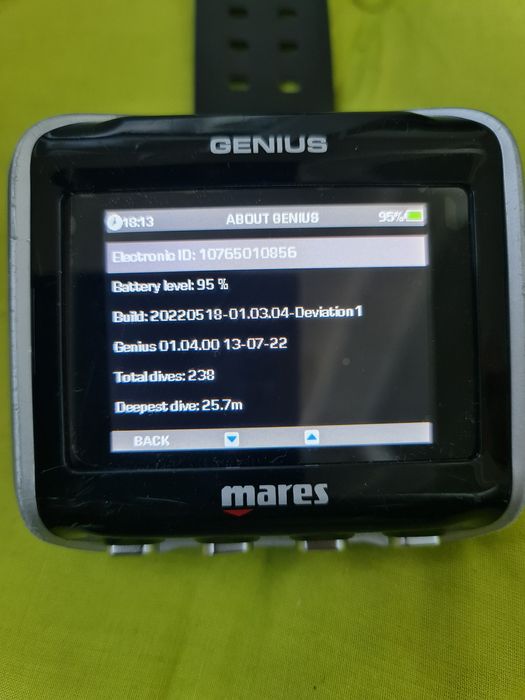 GENIUS
18:13 ABOUT GENIUS 95%
Electronic ID: 10765010856
Battery level: 95 %
Build: 20220518-01.03.04-Deviation1
Genius 01.04.00 13-07-22
Total dives: 238
Deepest dive: 25.7m
BACK
mares